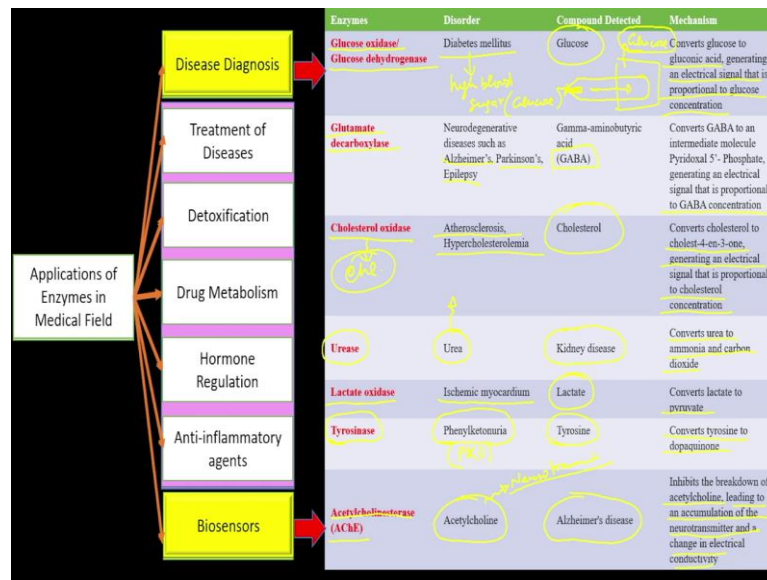 Applications of
Enzymes in
Medical Field
Disease Diagnosis
Treatment of
Diseases
Detoxification
Drug Metabolism
Hormone
Regulation
Anti-inflammatory
agents
Biosensors
Enzymes Disorder Compound Detected Mechanism
Glucose oxidase/
Glucose dehydrogenase
Diabetes mellitus
high blood
sugar (Glucose)
Glucose
Glucose
Converts glucose to
gluconic acid, generating
an electrical signal that is
proportional to glucose
concentration
Glutamate
decarboxylase
Neurodegenerative
diseases such as
Alzheimer's, Parkinson's,
Epilepsy
Gamma-aminobutyric
acid
(GABA)
Converts GABA to an
intermediate molecule
Pyridoxal 5'- Phosphate,
generating an electrical
signal that is proportional
to GABA concentration
Cholesterol oxidase
Atherosclerosis,
Hypercholesterolemia
Cholesterol
Converts cholesterol to
cholest-4-en-3-one,
generating an electrical
signal that is proportional
to cholesterol
concentration
Urease
Urea
Kidney disease
Converts urea to
ammonia and carbon
dioxide
Lactate oxidase
Ischemic myocardium
Lactate
Converts lactate to
pyruvate
Tyrosinase
Phenylketonuria
Tyrosine
Converts tyrosine to
dopaquinone
Acetylcholinesterase
(AChE)
Acetylcholine
Alzheimer's disease
Inhibits the breakdown of
acetylcholine, leading to
an accumulation of the
neurotransmitter and a
change in electrical
conductivity